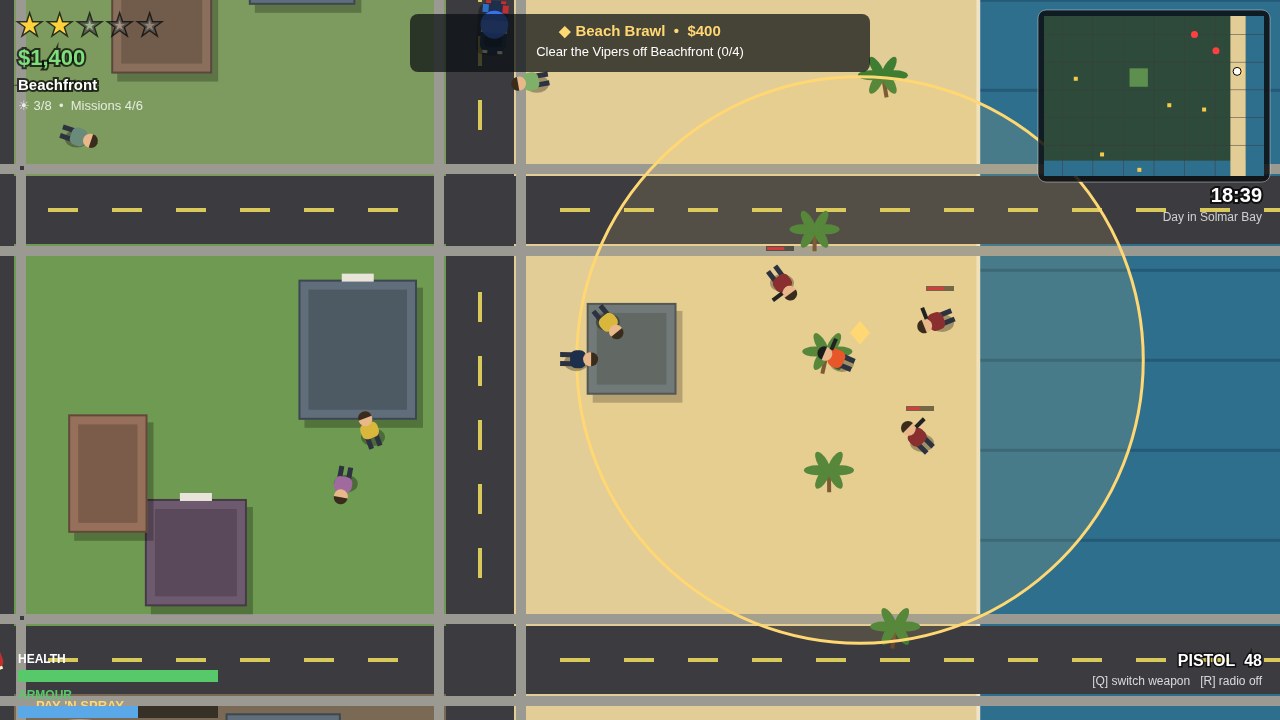 $1,400
Beachfront
☀ 3/8 • Missions 4/6
◆ Beach Brawl • $400
Clear the Vipers off Beachfront (0/4)
18:39
Day in Solmar Bay
HEALTH
ARMOUR
PAY 'N SPRAY
PISTOL 48
[Q] switch weapon [R] radio off